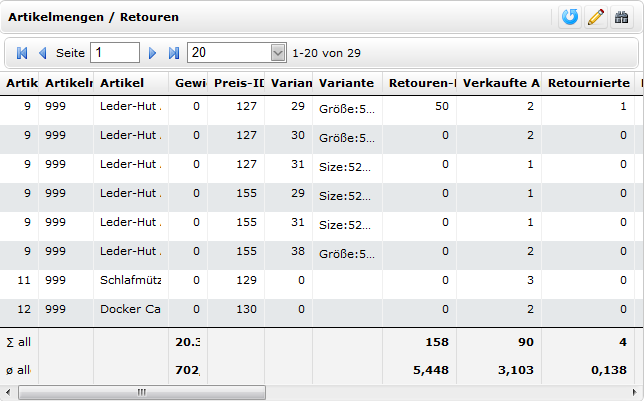 Artikelmengen / Retouren
Seite 1 20 1-20 von 29
Artik Artikeln Artikel Gewi Preis-ID Varian Variante Retouren- Verkaufte A Retournierte
9 999 Leder-Hut 0 127 29 Größe:5... 50 2 1
9 999 Leder-Hut 0 127 30 Größe:5... 0 2 0
9 999 Leder-Hut 0 127 31 Size:52... 0 1 0
9 999 Leder-Hut 0 155 29 Size:52... 0 1 0
9 999 Leder-Hut 0 155 31 Size:52... 0 1 0
9 999 Leder-Hut 0 155 38 Größe:5... 0 2 0
11 999 Schlafmütz 0 129 0 0 3 0
12 999 Docker Ca 0 130 0 0 2 0
∑ all 20.3 158 90 4
ø all 702, 5,448 3,103 0,138